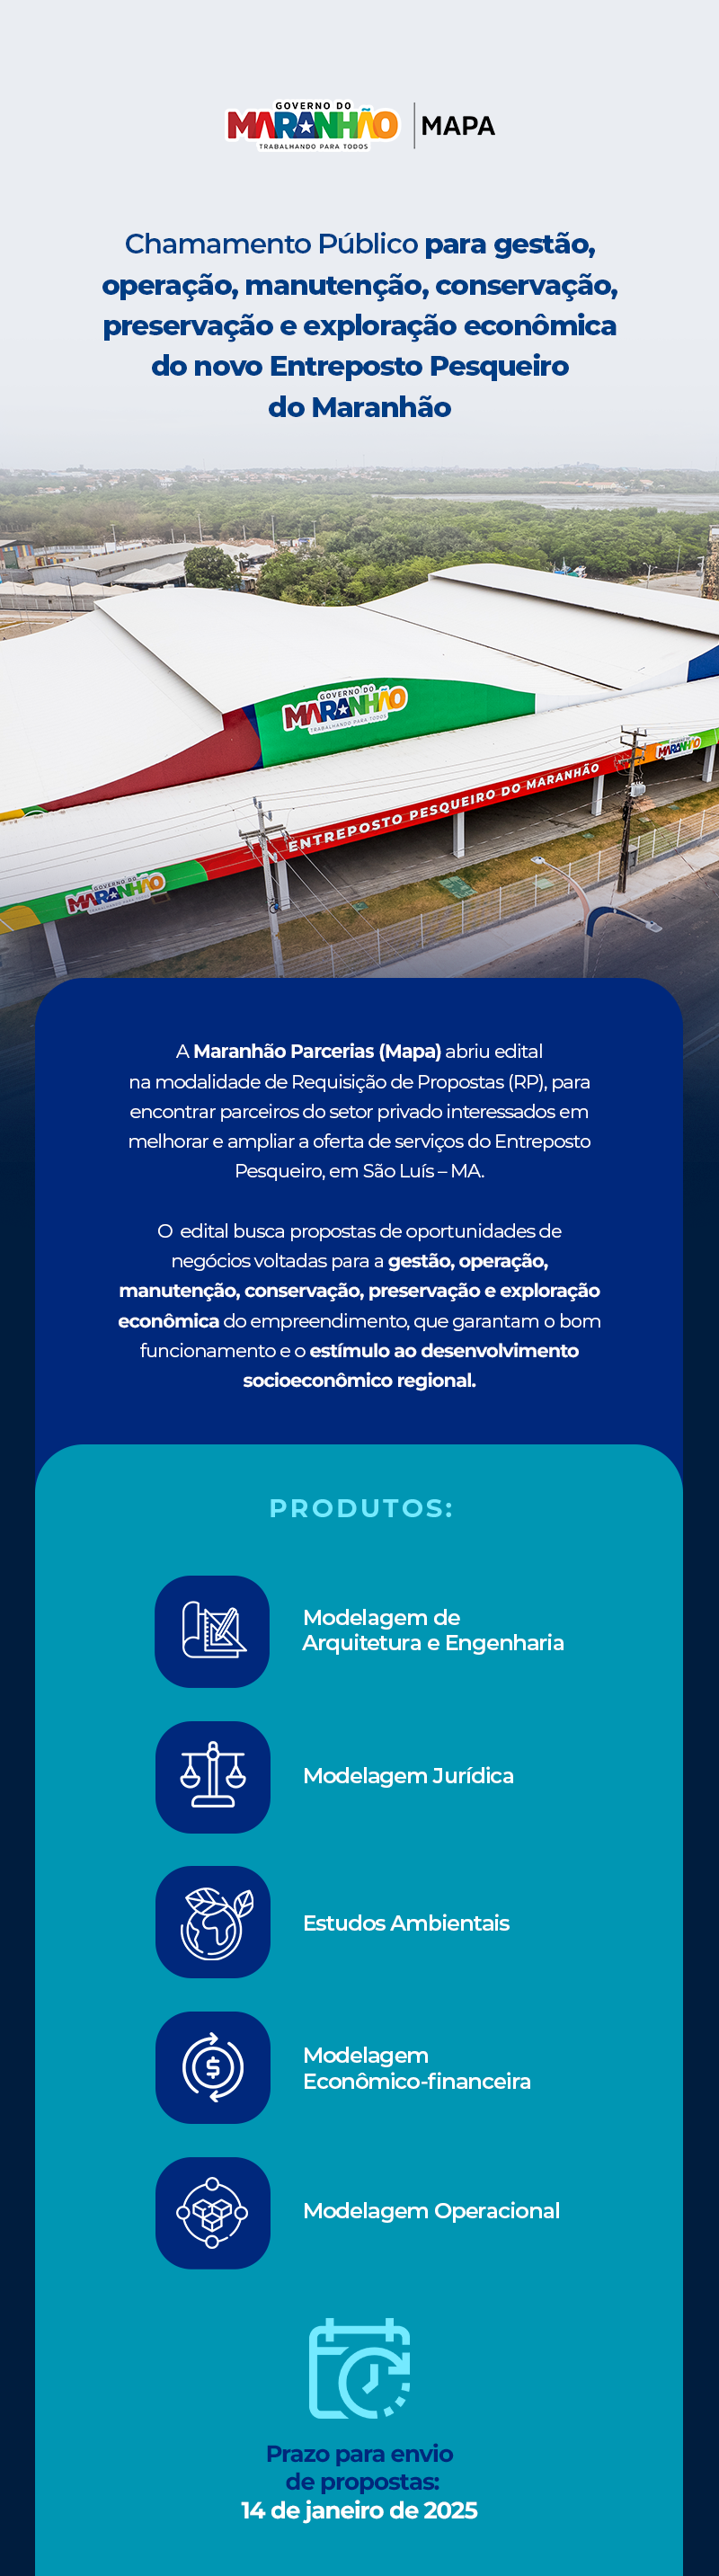 GOVERNO DO
MARANHÃO
TRABALHANDO PARA TODOS
MAPA
Chamamento Público para gestão,
operação, manutenção, conservação,
preservação e exploração econômica
do novo Entreposto Pesqueiro
do Maranhão
GOVERNO DO
MARANHÃO
TRABALHANDO PARA TODOS
MARANHÃO
ENTREPOSTO PESQUEIRO DO MARANHÃO
GOVERNO DO
MARANHÃO
TRABALHANDO PARA TODOS
A Maranhão Parcerias (Mapa) abriu edital
na modalidade de Requisição de Propostas (RP), para
encontrar parceiros do setor privado interessados em
melhorar e ampliar a oferta de serviços do Entreposto
Pesqueiro, em São Luís – MA.
O edital busca propostas de oportunidades de
negócios voltadas para a gestão, operação,
manutenção, conservação, preservação e exploração
econômica do empreendimento, que garantam o bom
funcionamento e o estímulo ao desenvolvimento
socioeconômico regional.
PRODUTOS:
Modelagem de
Arquitetura e Engenharia
Modelagem Jurídica
Estudos Ambientais
$
Modelagem
Econômico-financeira
Modelagem Operacional
Prazo para envio
de propostas:
14 de janeiro de 2025